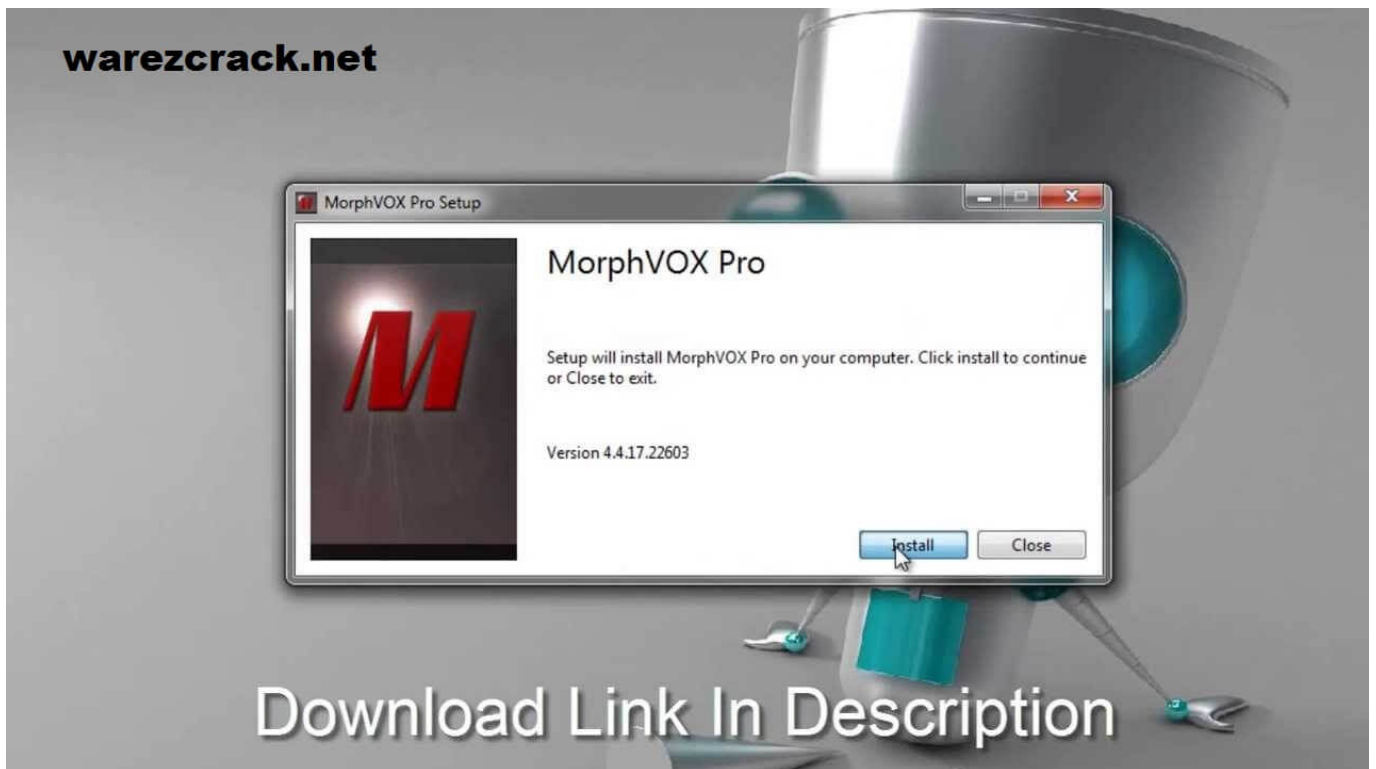 warezcrack.net
MorphVOX Pro Setup
M
MorphVOX Pro
Setup will install MorphVOX Pro on your computer. Click install to continue
or Close to exit.
Version 4.4.17.22603
Install
Close
Download Link In Description